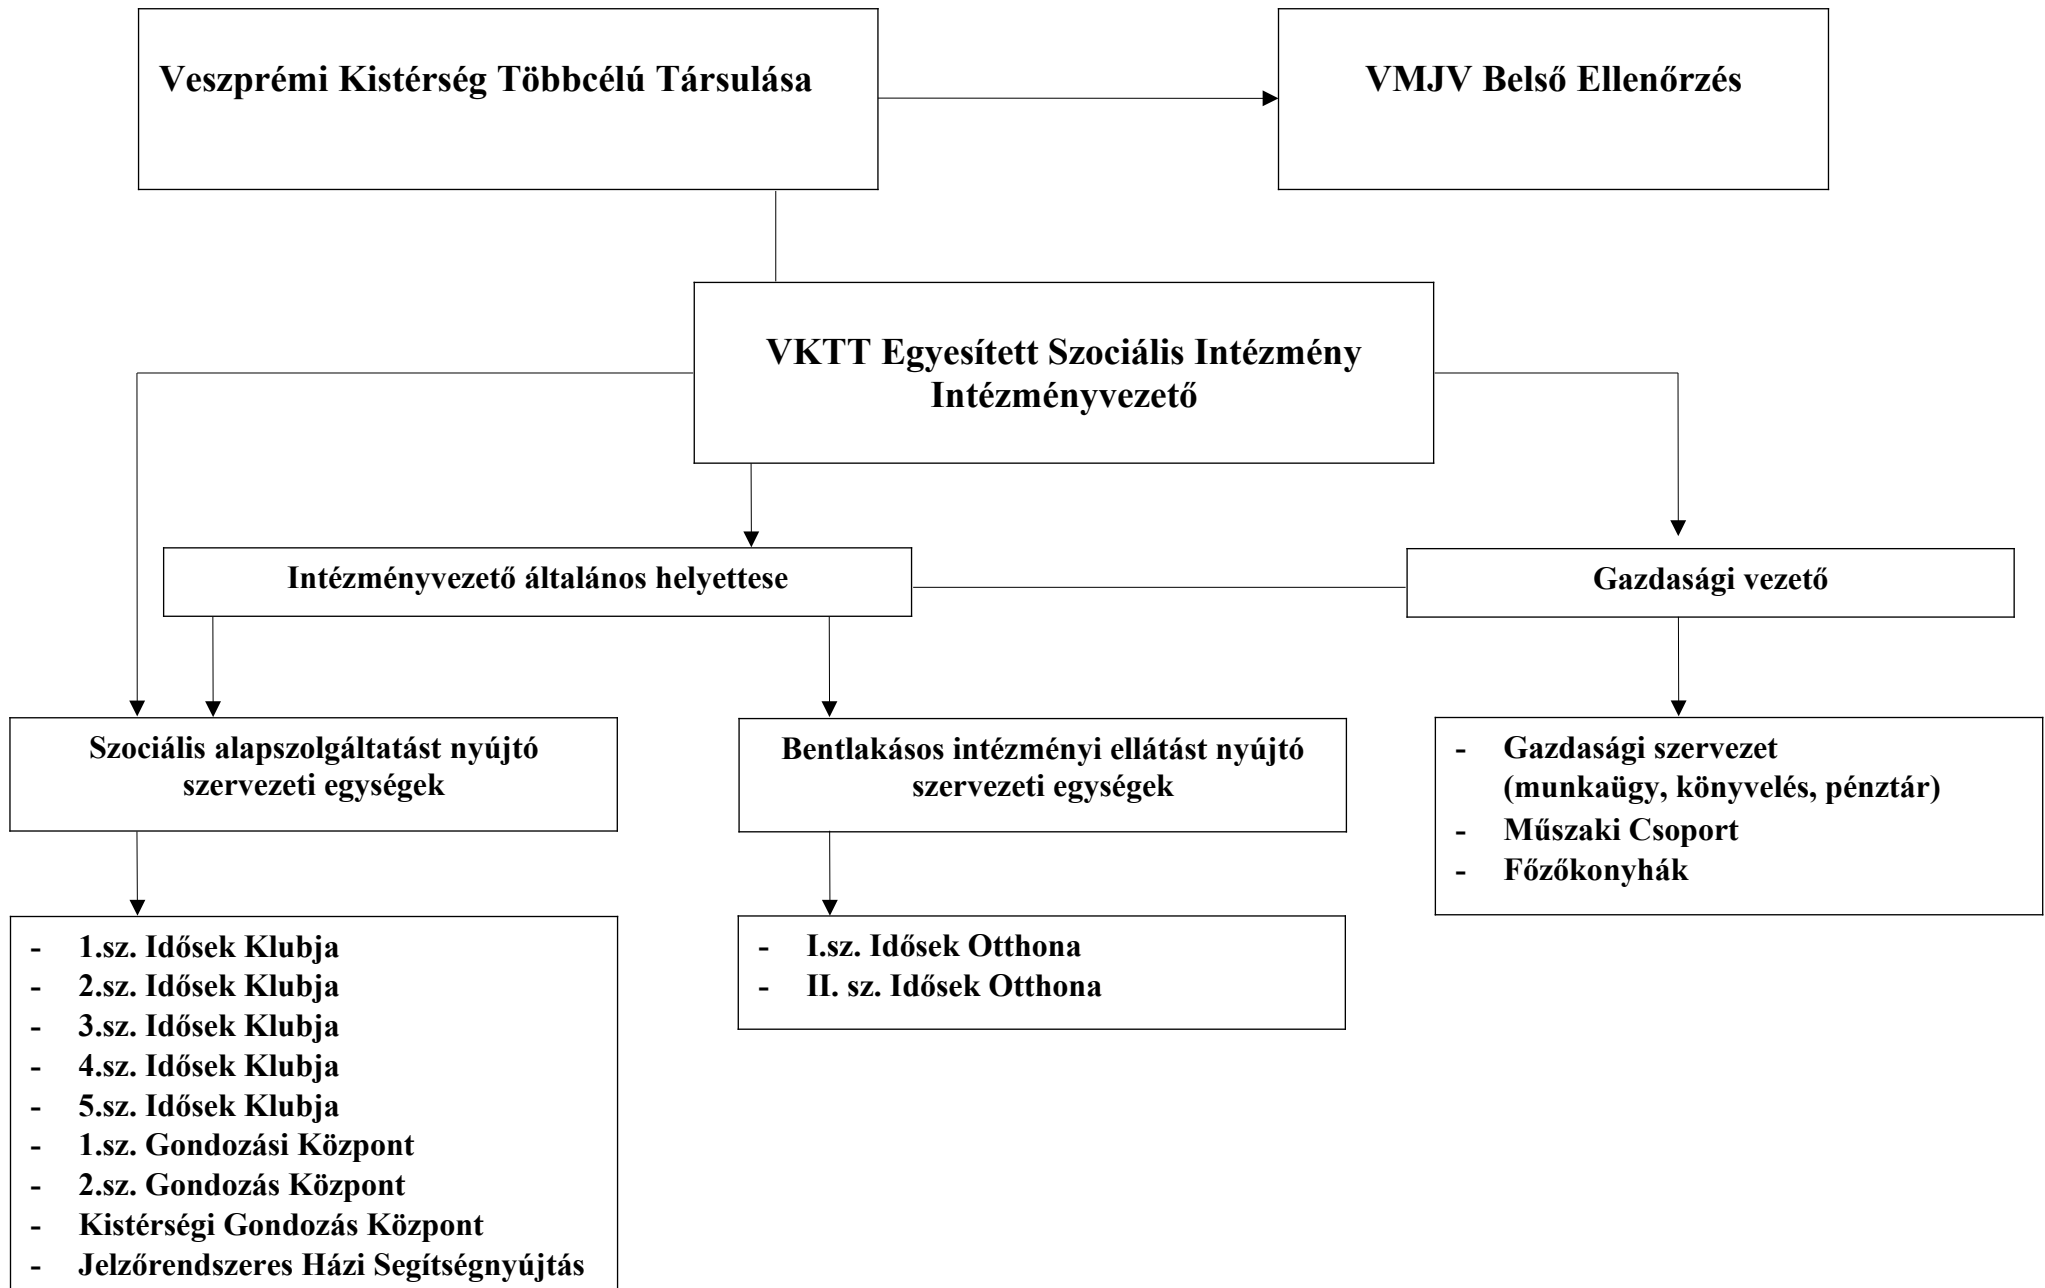 Veszprémi Kistérség Többcélú Társulása
VMJV Belső Ellenőrzés
VKTT Egyesített Szociális Intézmény
Intézményvezető
Intézményvezető általános helyettese
Gazdasági vezető
Szociális alapszolgáltatást nyújtó
szervezeti egységek
Bentlakásos intézményi ellátást nyújtó
szervezeti egységek
- Gazdasági szervezet
(munkaügy, könyvelés, pénztár)
- Műszaki Csoport
- Főzőkonyhák
- 1.sz. Idősek Klubja
- 2.sz. Idősek Klubja
- 3.sz. Idősek Klubja
- 4.sz. Idősek Klubja
- 5.sz. Idősek Klubja
- 1.sz. Gondozási Központ
- 2.sz. Gondozás Központ
- Kistérségi Gondozás Központ
- Jelzőrendszeres Házi Segítségnyújtás
- I.sz. Idősek Otthona
- II. sz. Idősek Otthona